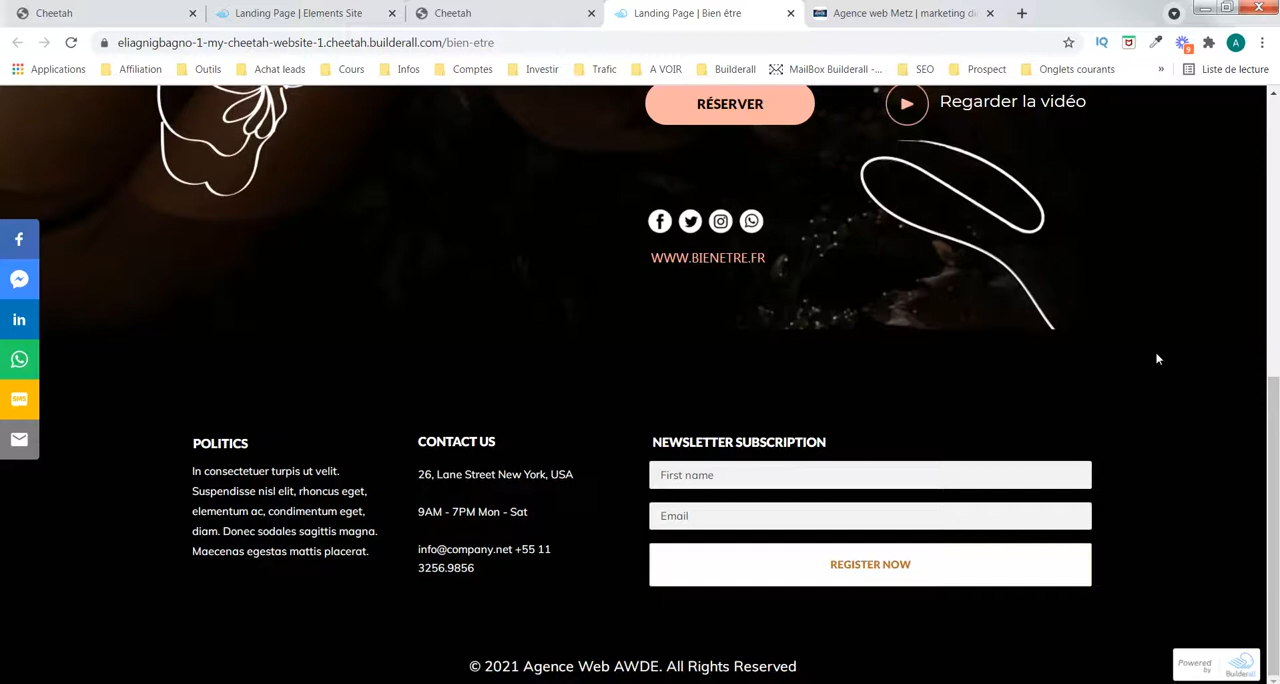 Cheetah
Landing Page | Elements Site
Cheetah
Landing Page | Bien être
Agence web Metz | marketing di
eliagnigbagno-1-my-cheetah-website-1.cheetah.builderall.com/bien-etre
A
Applications
Affiliation
Outils
Achat leads
Cours
Infos
Comptes
Investir
Trafic
A VOIR
Builderall
MailBox Builderall -...
SEO
Prospect
Onglets courants
»
Liste de lecture
IQ
9
RÉSERVER
Regarder la vidéo
WWW.BIENETRE.FR
in
SMS
POLITICS
In consectetuer turpis ut velit.
Suspendisse nisl elit, rhoncus eget,
elementum ac, condimentum eget,
diam. Donec sodales sagittis magna.
Maecenas egestas mattis placerat.
CONTACT US
26, Lane Street New York, USA
9AM - 7PM Mon - Sat
info@company.net +55 11
3256.9856
NEWSLETTER SUBSCRIPTION
First name
Email
REGISTER NOW
© 2021 Agence Web AWDE. All Rights Reserved
Powered
by
Builderall